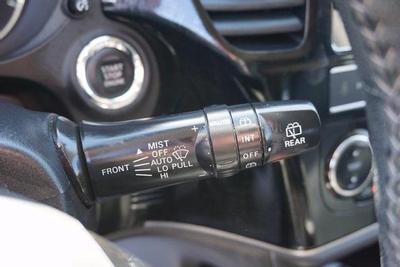 START
STOP
MIST
OFF
FRONT AUTO
LO PULL
HI
INT
OFF
REAR